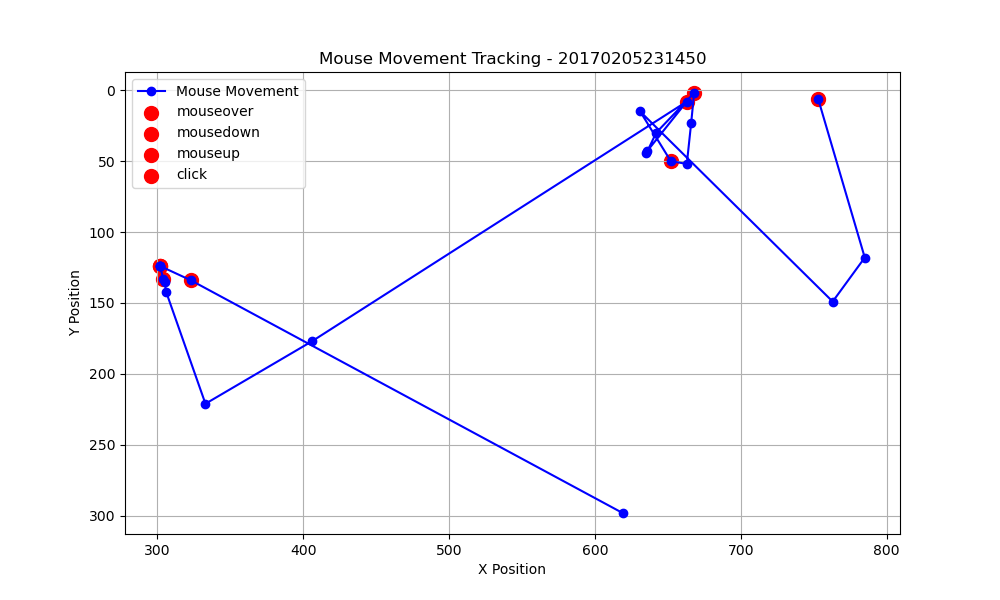 Mouse Movement Tracking - 20170205231450
Mouse Movement
mouseover
mousedown
mouseup
click
Y Position
0
50
100
150
200
250
300
300
400
500
600
700
800
X Position